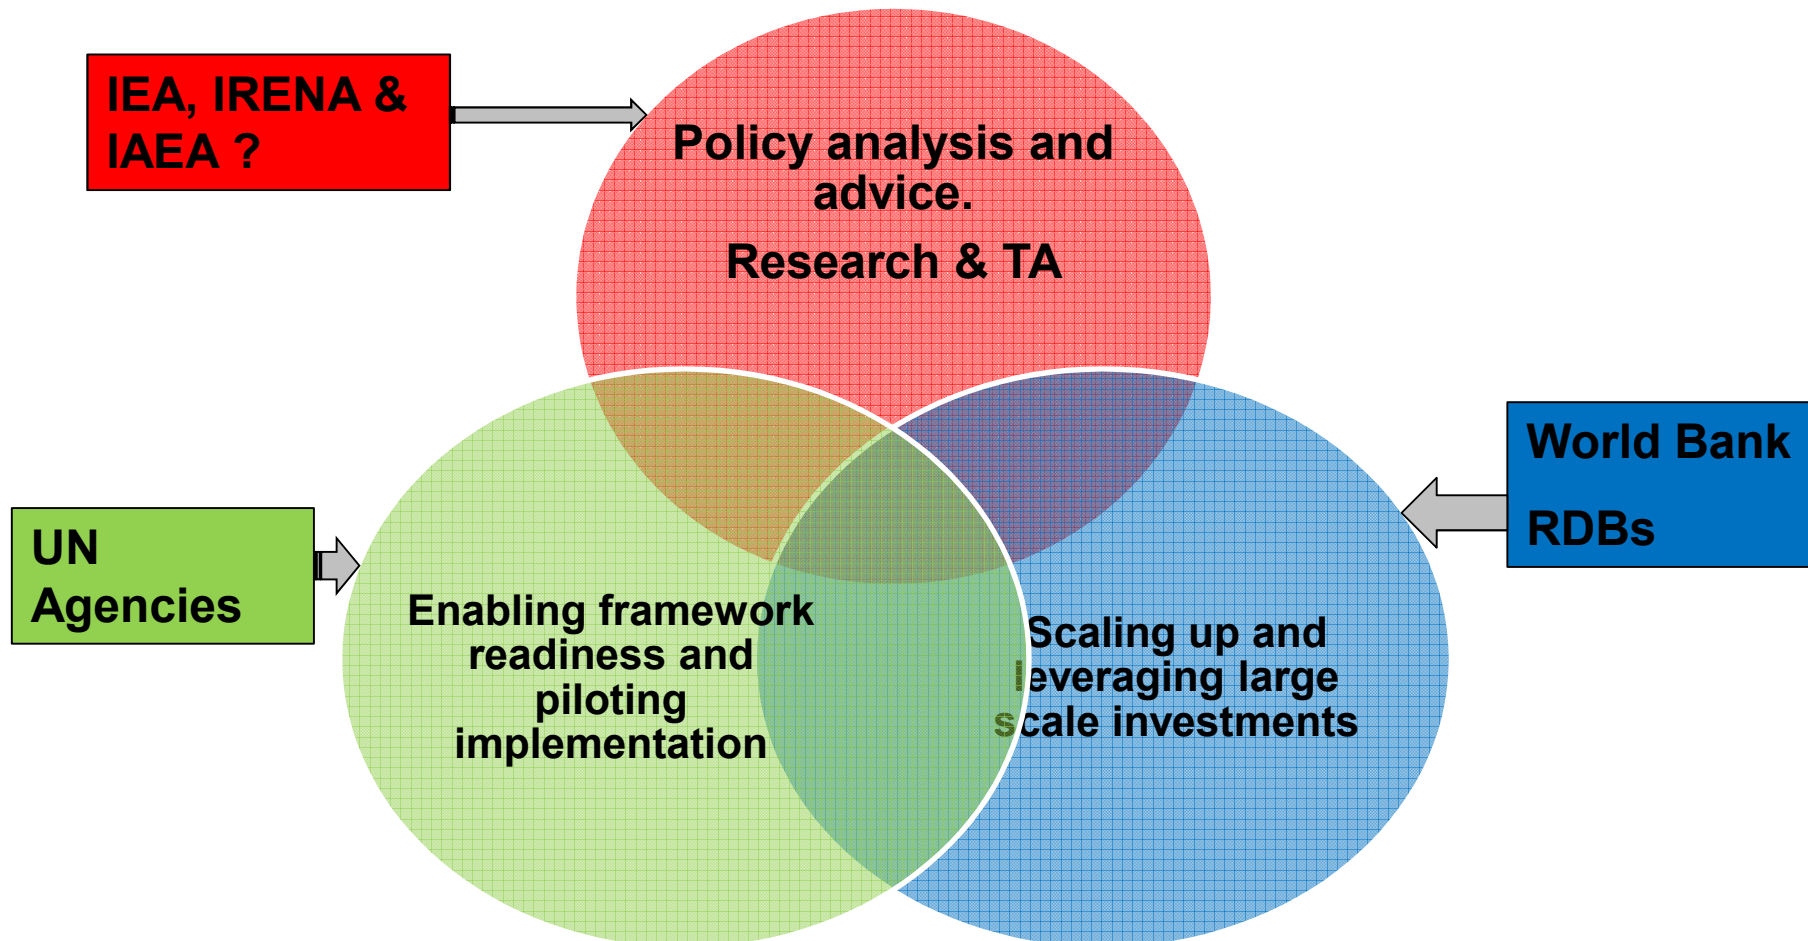 IEA, IRENA &
IAEA ?
Policy analysis and
advice.
Research & TA
World Bank
RDBs
UN
Agencies
Enabling framework
readiness and
piloting
implementation
Scaling up and
leveraging large
scale investments